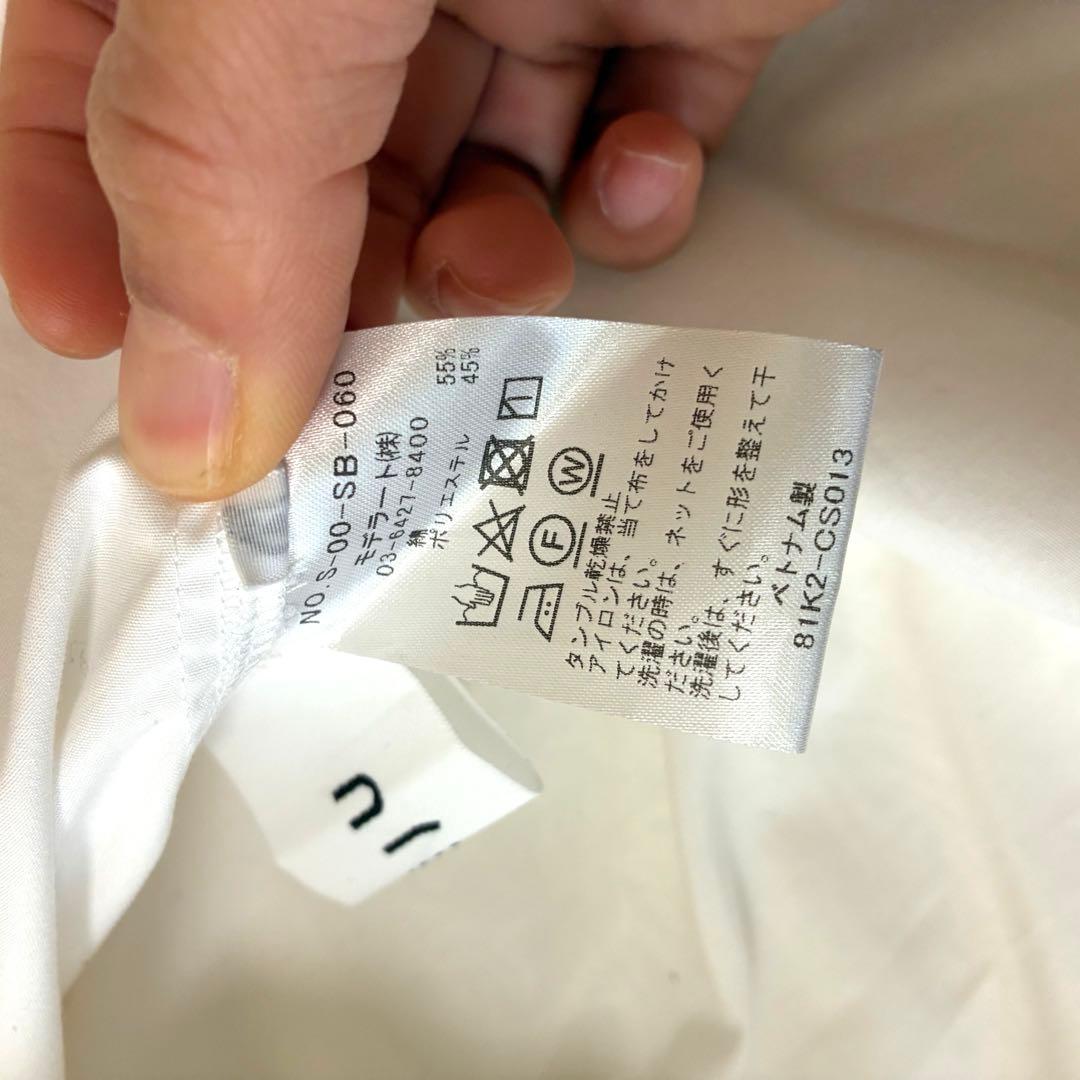 NO.S-00-SB-060
モデラート(株)
03-6427-8400
綿 55%
ポリエステル 45%
F
W
タンブル乾燥禁止
アイロンは、当て布をしてかけ
てください。
洗濯の時は、ネットをご使用く
ださい。
洗濯後は、すぐに形を整えて干
してください。
ベトナム製
81K2-CS013